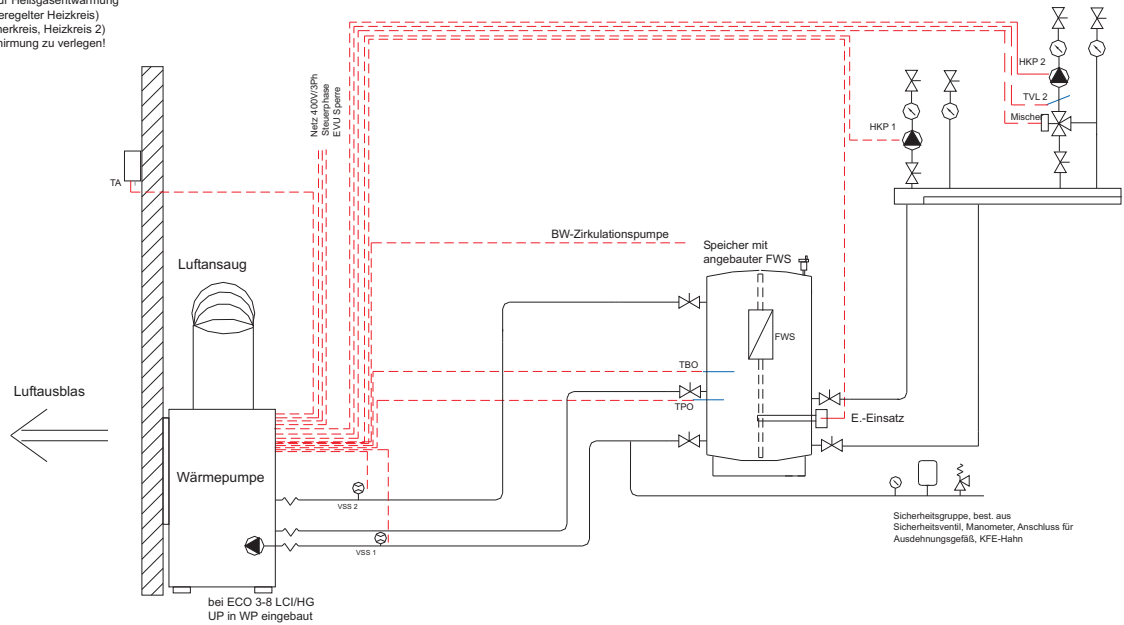 Heißgasentwärmung
eregelter Heizkreis)
nerkreis, Heizkreis 2)
hirmung zu verlegen!
Netz 400V/3Ph
Steuerphase
EVU Sperre
HKP 2
TVL 2
Mischer
HKP 1
TA
BW-Zirkulationspumpe
Speicher mit
angebauter FWS
Luftansaug
FWS
TBO
TPO
Luftausblas
E.-Einsatz
Wärmepumpe
VSS 2
VSS 1
Sicherheitsgruppe, best. aus
Sicherheitsventil, Manometer, Anschluss für
Ausdehnungsgefäß, KFE-Hahn
bei ECO 3-8 LCI/HG
UP in WP eingebaut